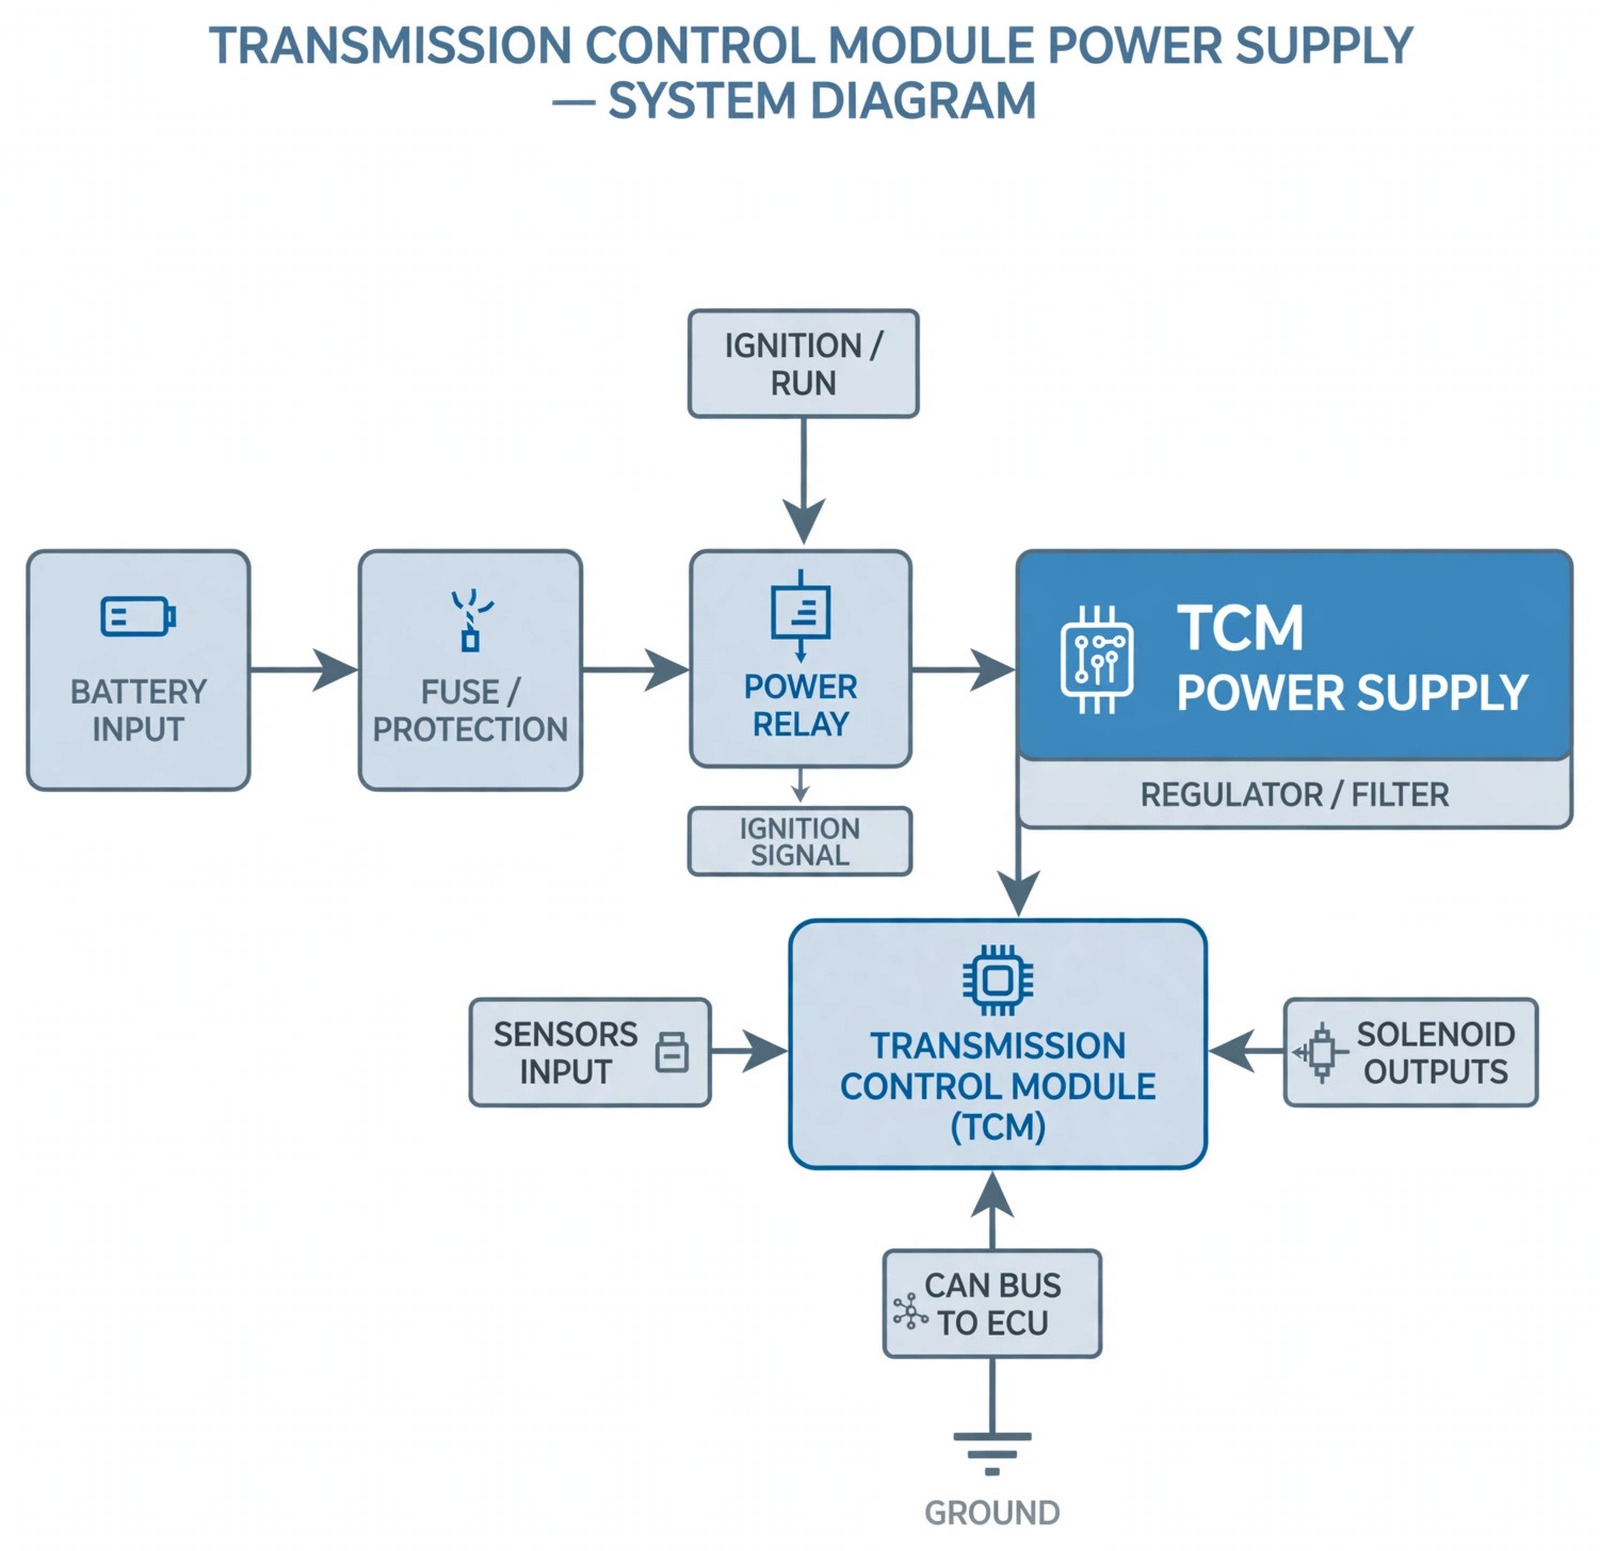 TRANSMISSION CONTROL MODULE POWER SUPPLY
— SYSTEM DIAGRAM
IGNITION /
RUN
BATTERY
INPUT
FUSE /
PROTECTION
POWER
RELAY
TCM
POWER SUPPLY
REGULATOR / FILTER
IGNITION
SIGNAL
SENSORS
INPUT
TRANSMISSION
CONTROL MODULE
(TCM)
SOLENOID
OUTPUTS
CAN BUS
TO ECU
GROUND